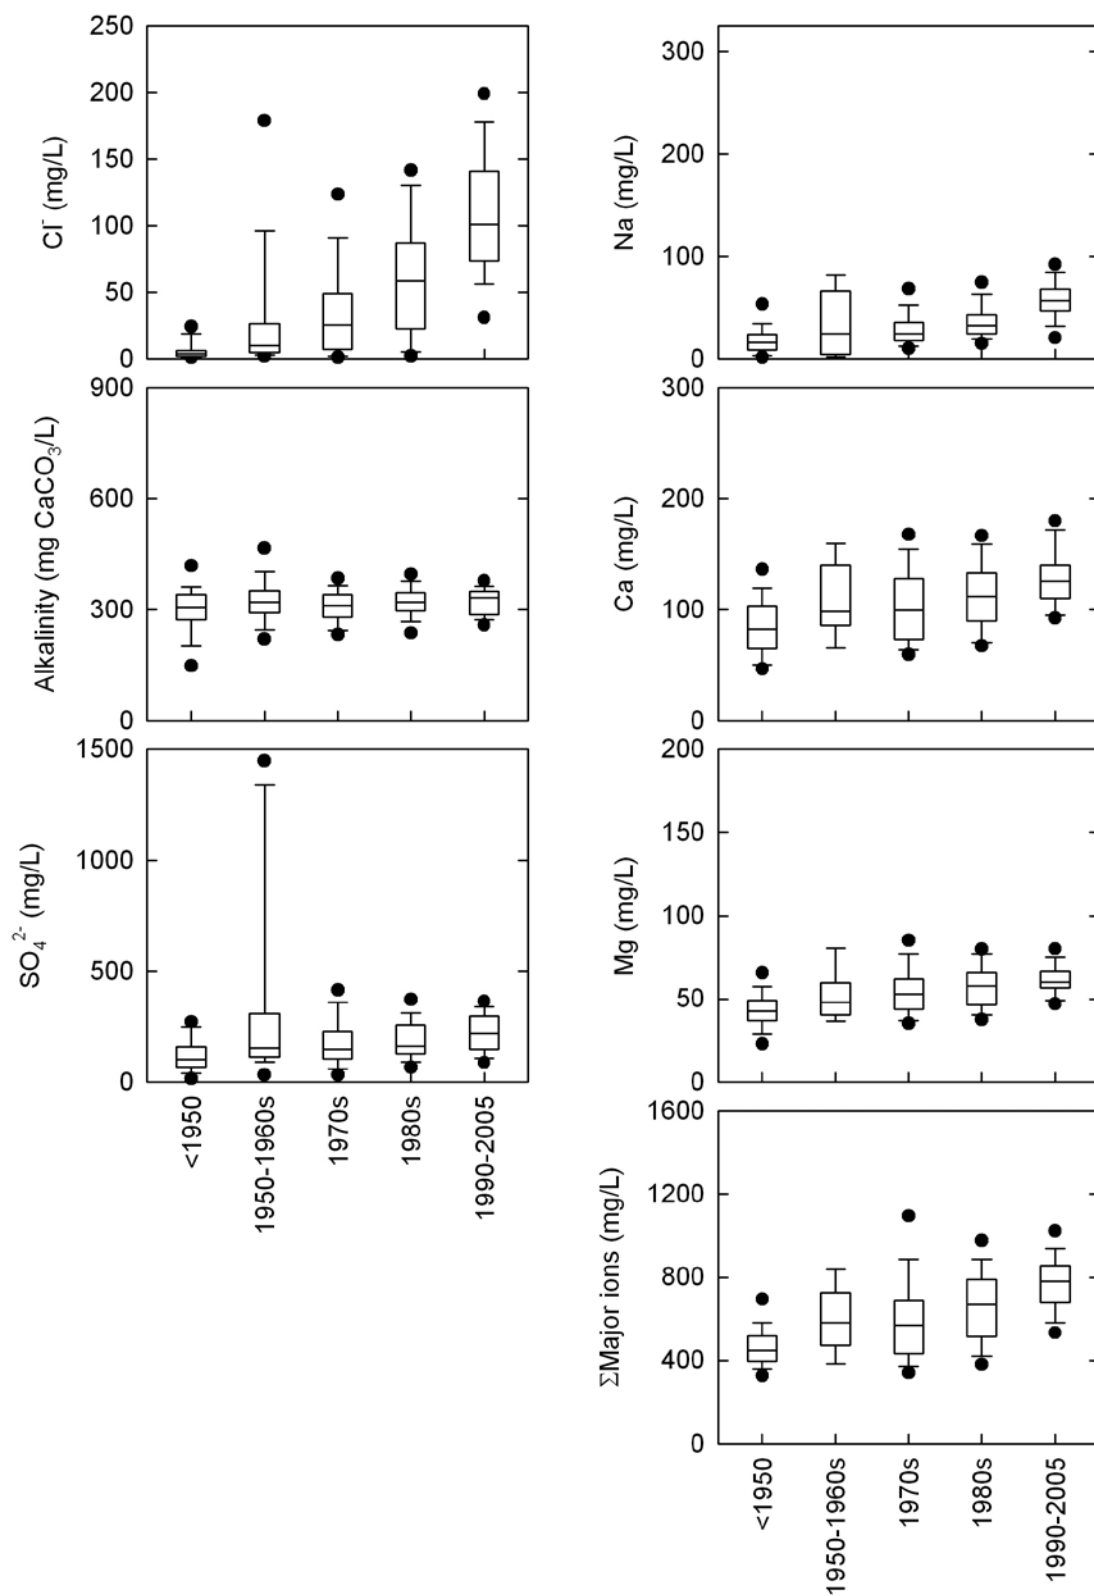 Cl⁻ (mg/L)
250
200
150
100
50
0
Alkalinity (mg CaCO₃/L)
900
600
300
0
SO₄²⁻ (mg/L)
1500
1000
500
0
<1950
1950-1960s
1970s
1980s
1990-2005
Na (mg/L)
300
200
100
0
Ca (mg/L)
300
200
100
0
Mg (mg/L)
200
150
100
50
0
ΣMajor ions (mg/L)
1600
1200
800
400
0
<1950
1950-1960s
1970s
1980s
1990-2005